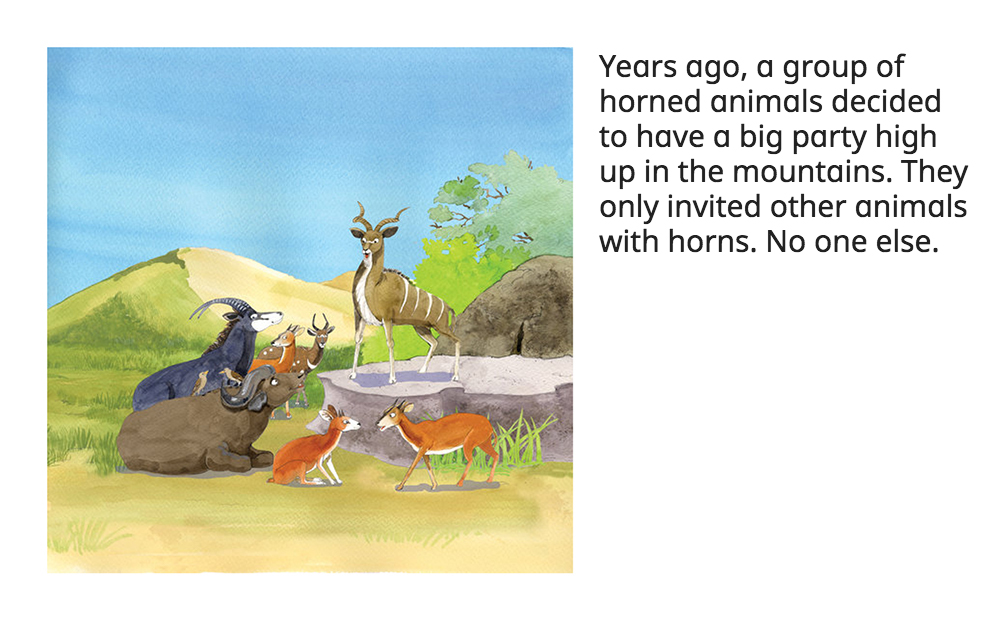 Years ago, a group of
horned animals decided
to have a big party high
up in the mountains. They
only invited other animals
with horns. No one else.